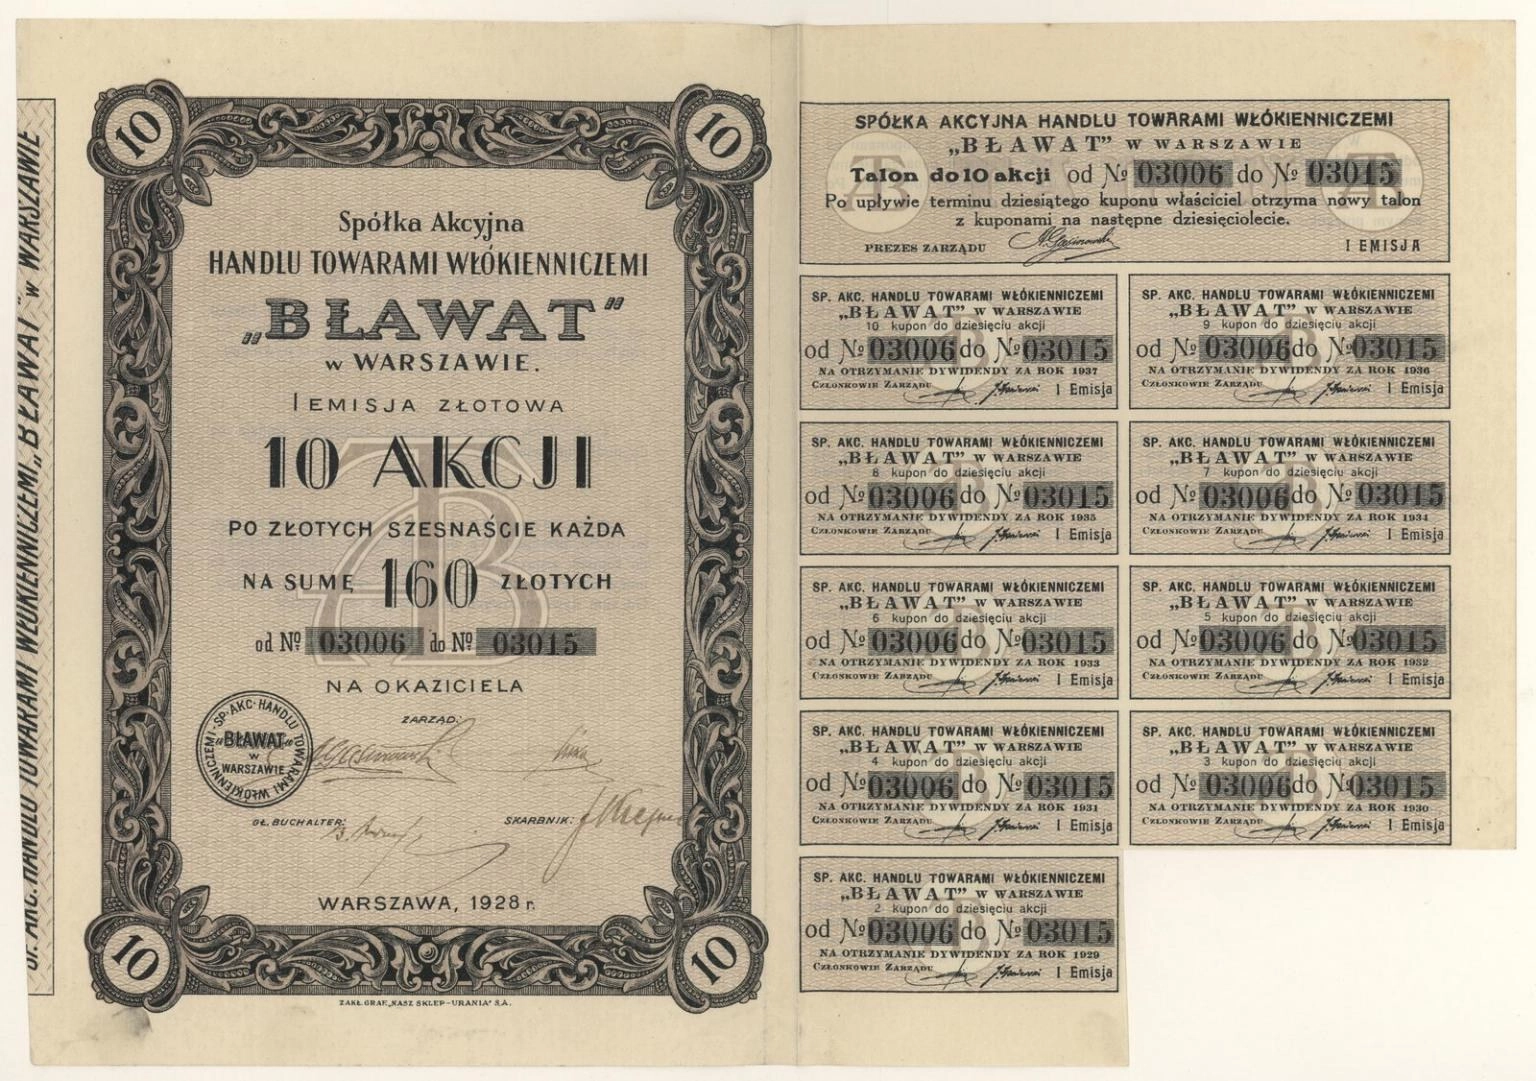 SP. AKC. HANDLU TOWARAMI WŁÓKIENNICZEMI „BŁAWAT" w WARSZAWIE
10
10
Spółka Akcyjna
HANDLU TOWARAMI WŁÓKIENNICZEMI
„BŁAWAT"
w WARSZAWIE.
I EMISJA ZŁOTOWA
10 AKCJI
PO ZŁOTYCH SZESNAŚCIE KAŻDA
NA SUMĘ 160 ZŁOTYCH
od № 03006 do № 03015
NA OKAZICIELA
SP. AKC. HANDLU TOWARAMI WŁÓKIENNICZEMI
„BŁAWAT"
W
WARSZAWIE
ZARZĄD:
GŁ. BUCHALTER:
SKARBNIK:
WARSZAWA, 1928 r.
10
10
ZAKŁ. GRAF. „NASZ SKLEP–URANIA" S.A.
SPÓŁKA AKCYJNA HANDLU TOWARAMI WŁÓKIENNICZEMI
„BŁAWAT" W WARSZAWIE
Talon do 10 akcji od № 03006 do № 03015
Po upływie terminu dziesiątego kuponu właściciel otrzyma nowy talon
z kuponami na następne dziesięciolecie.
PREZES ZARZĄDU
I EMISJA
SP. AKC. HANDLU TOWARAMI WŁÓKIENNICZEMI
„BŁAWAT" W WARSZAWIE
10 kupon do dziesięciu akcji
od № 03006 do № 03015
NA OTRZYMANIE DYWIDENDY ZA ROK 1937
CZŁONKOWIE ZARZĄDU
I Emisja
SP. AKC. HANDLU TOWARAMI WŁÓKIENNICZEMI
„BŁAWAT" W WARSZAWIE
9 kupon do dziesięciu akcji
od № 03006 do № 03015
NA OTRZYMANIE DYWIDENDY ZA ROK 1936
CZŁONKOWIE ZARZĄDU
I Emisja
SP. AKC. HANDLU TOWARAMI WŁÓKIENNICZEMI
„BŁAWAT" W WARSZAWIE
8 kupon do dziesięciu akcji
od № 03006 do № 03015
NA OTRZYMANIE DYWIDENDY ZA ROK 1935
CZŁONKOWIE ZARZĄDU
I Emisja
SP. AKC. HANDLU TOWARAMI WŁÓKIENNICZEMI
„BŁAWAT" W WARSZAWIE
7 kupon do dziesięciu akcji
od № 03006 do № 03015
NA OTRZYMANIE DYWIDENDY ZA ROK 1934
CZŁONKOWIE ZARZĄDU
I Emisja
SP. AKC. HANDLU TOWARAMI WŁÓKIENNICZEMI
„BŁAWAT" W WARSZAWIE
6 kupon do dziesięciu akcji
od № 03006 do № 03015
NA OTRZYMANIE DYWIDENDY ZA ROK 1933
CZŁONKOWIE ZARZĄDU
I Emisja
SP. AKC. HANDLU TOWARAMI WŁÓKIENNICZEMI
„BŁAWAT" W WARSZAWIE
5 kupon do dziesięciu akcji
od № 03006 do № 03015
NA OTRZYMANIE DYWIDENDY ZA ROK 1932
CZŁONKOWIE ZARZĄDU
I Emisja
SP. AKC. HANDLU TOWARAMI WŁÓKIENNICZEMI
„BŁAWAT" W WARSZAWIE
4 kupon do dziesięciu akcji
od № 03006 do № 03015
NA OTRZYMANIE DYWIDENDY ZA ROK 1931
CZŁONKOWIE ZARZĄDU
I Emisja
SP. AKC. HANDLU TOWARAMI WŁÓKIENNICZEMI
„BŁAWAT" W WARSZAWIE
3 kupon do dziesięciu akcji
od № 03006 do № 03015
NA OTRZYMANIE DYWIDENDY ZA ROK 1930
CZŁONKOWIE ZARZĄDU
I Emisja
SP. AKC. HANDLU TOWARAMI WŁÓKIENNICZEMI
„BŁAWAT" W WARSZAWIE
2 kupon do dziesięciu akcji
od № 03006 do № 03015
NA OTRZYMANIE DYWIDENDY ZA ROK 1929
CZŁONKOWIE ZARZĄDU
I Emisja